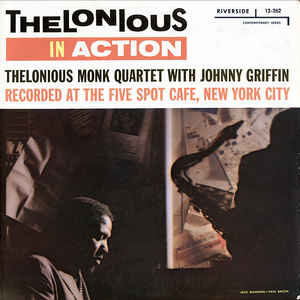 THELONIOUS
IN ACTION
RIVERSIDE 12-262
CONTEMPORARY SERIES
THELONIOUS MONK QUARTET WITH JOHNNY GRIFFIN
RECORDED AT THE FIVE SPOT CAFE, NEW YORK CITY